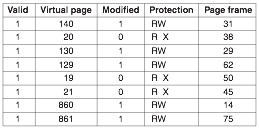 Valid Virtual page Modified Protection Page frame
1 140 1 RW 31
1 20 0 R X 38
1 130 1 RW 29
1 129 1 RW 62
1 19 0 R X 50
1 21 0 R X 45
1 860 1 RW 14
1 861 1 RW 75